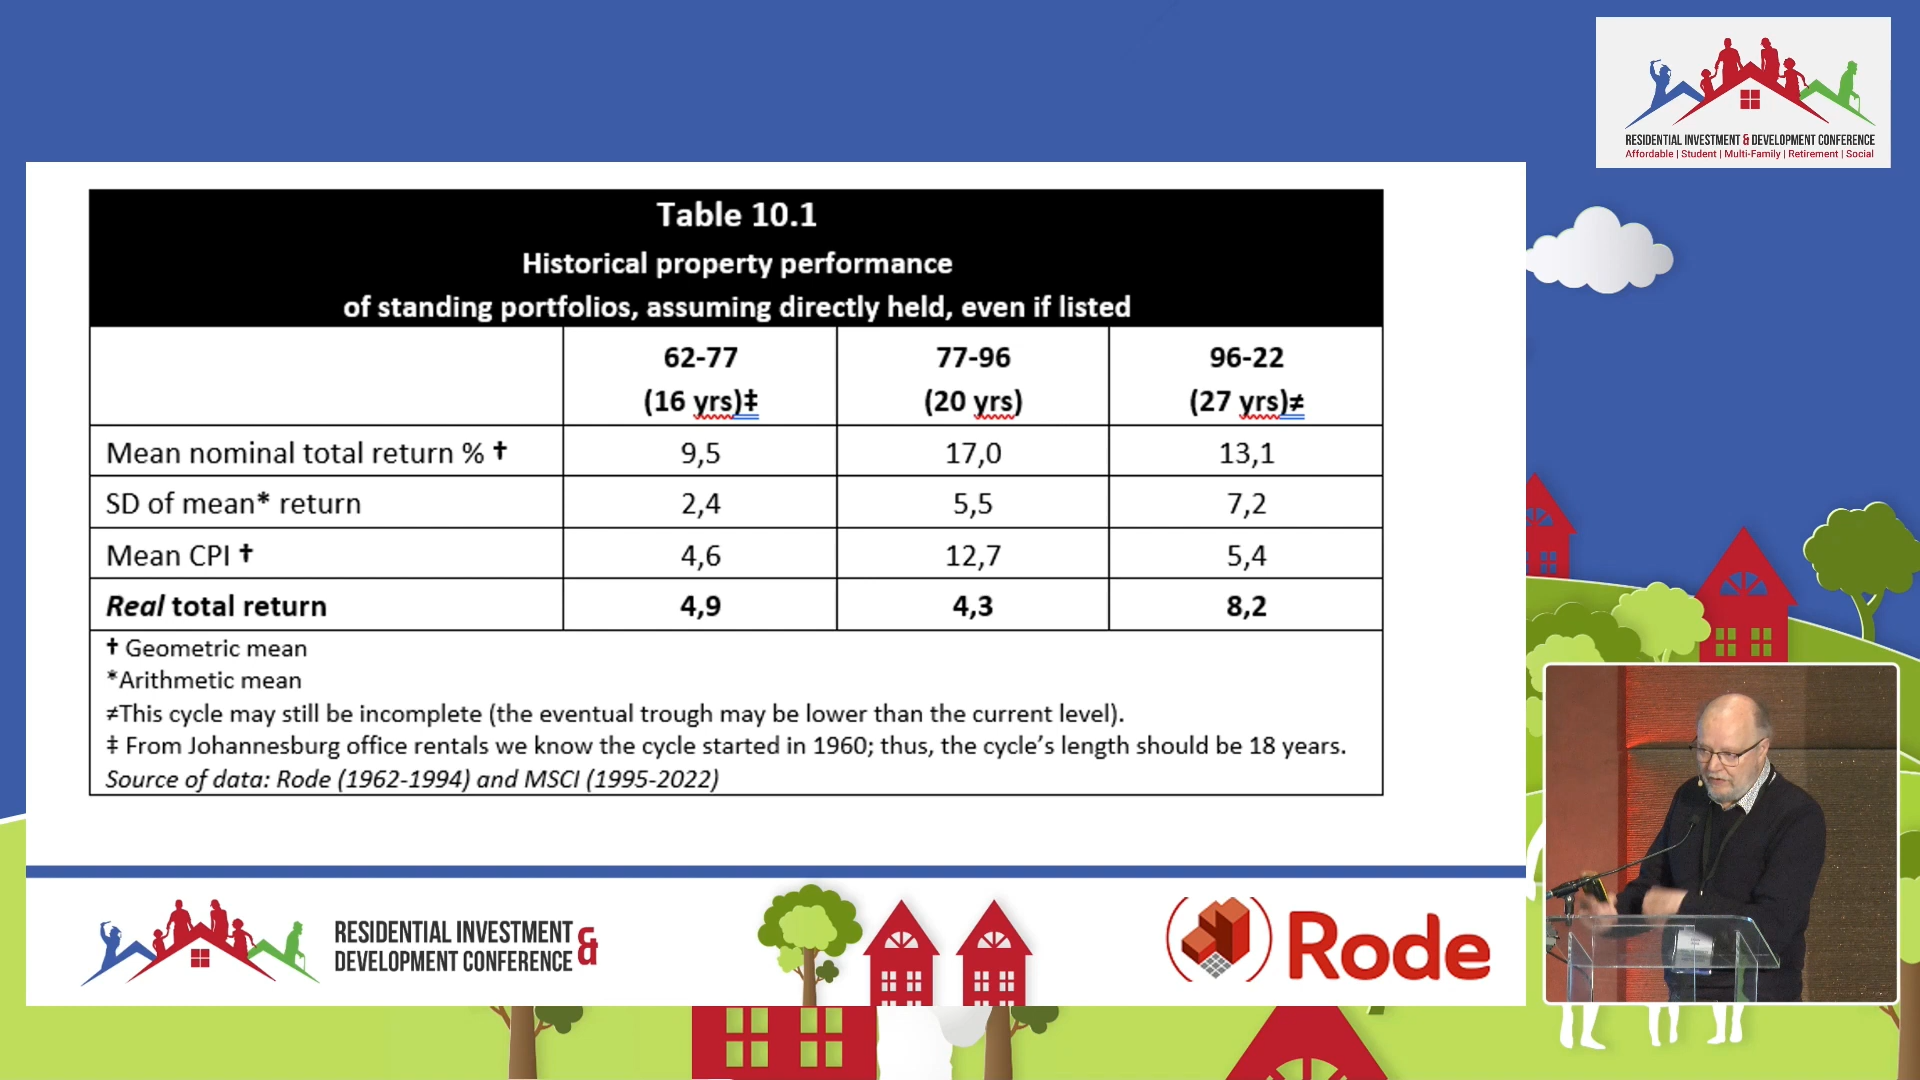 RESIDENTIAL INVESTMENT & DEVELOPMENT CONFERENCE
Affordable | Student | Multi-Family | Retirement | Social
Table 10.1
Historical property performance
of standing portfolios, assuming directly held, even if listed
62-77 77-96 96-22
(16 yrs)‡ (20 yrs) (27 yrs)≠
Mean nominal total return % † 9,5 17,0 13,1
SD of mean* return 2,4 5,5 7,2
Mean CPI † 4,6 12,7 5,4
Real total return 4,9 4,3 8,2
† Geometric mean
*Arithmetic mean
≠This cycle may still be incomplete (the eventual trough may be lower than the current level).
‡ From Johannesburg office rentals we know the cycle started in 1960; thus, the cycle's length should be 18 years.
Source of data: Rode (1962-1994) and MSCI (1995-2022)
RESIDENTIAL INVESTMENT &
DEVELOPMENT CONFERENCE
Rode